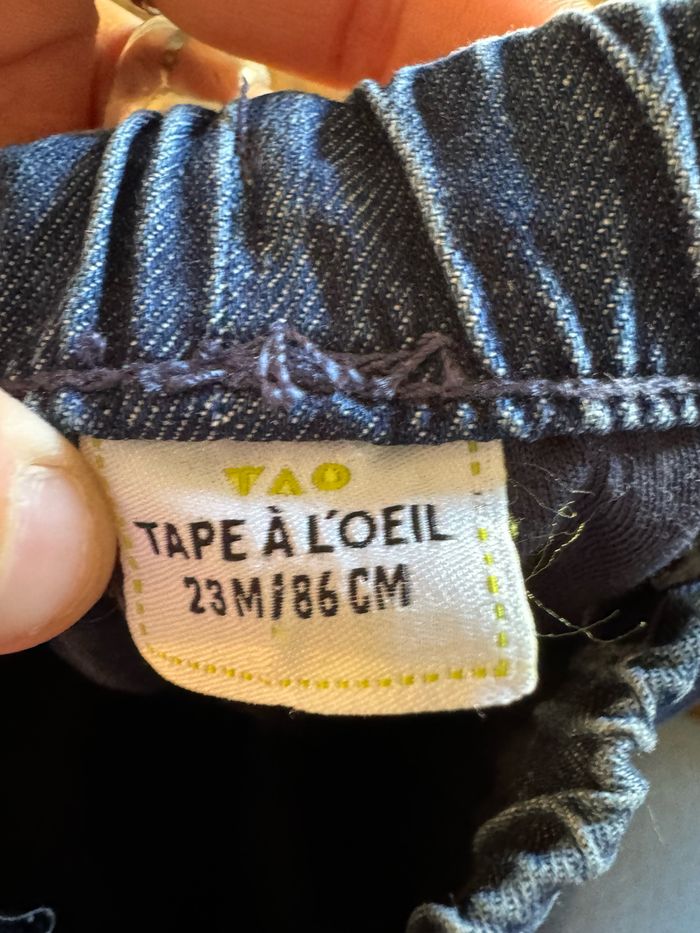 TAO
TAPE À L'OEIL
23M/86CM